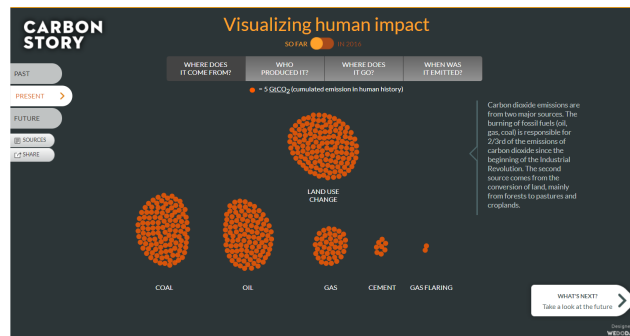 CARBON
STORY
Visualizing human impact
SO FAR IN 2016
WHERE DOES
IT COME FROM?
WHO
PRODUCED IT?
WHERE DOES
IT GO?
WHEN WAS
IT EMITTED?
PAST
PRESENT
FUTURE
SOURCES
SHARE
= 5 GtCO2 (cumulated emission in human history)
Carbon dioxide emissions are
from two major sources. The
burning of fossil fuels (oil,
gas, coal) is responsible for
2/3rd of the emissions of
carbon dioxide since the
beginning of the Industrial
Revolution. The second
source comes from the
conversion of land, mainly
from forests to pastures and
croplands.
LAND USE
CHANGE
COAL
OIL
GAS
CEMENT
GAS FLARING
WHAT'S NEXT?
Take a look at the future